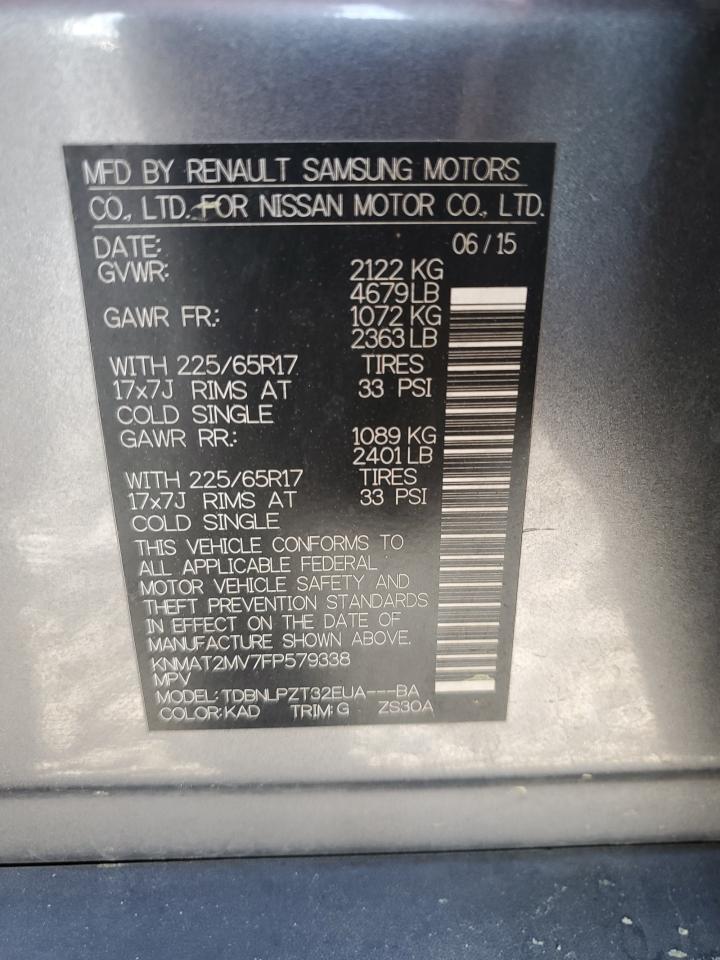 MFD BY RENAULT SAMSUNG MOTORS
CO., LTD. FOR NISSAN MOTOR CO., LTD.
DATE: 06 / 15
GVWR: 2122 KG
4679 LB
GAWR FR.: 1072 KG
2363 LB
WITH 225/65R17 TIRES
17x7J RIMS AT 33 PSI
COLD SINGLE
GAWR RR.: 1089 KG
2401 LB
WITH 225/65R17 TIRES
17x7J RIMS AT 33 PSI
COLD SINGLE
THIS VEHICLE CONFORMS TO
ALL APPLICABLE FEDERAL
MOTOR VEHICLE SAFETY AND
THEFT PREVENTION STANDARDS
IN EFFECT ON THE DATE OF
MANUFACTURE SHOWN ABOVE.
KNMAT2MV7FP579338
MPV
MODEL: TDBNLPZT32EUA---BA
COLOR: KAD TRIM: G ZS30A